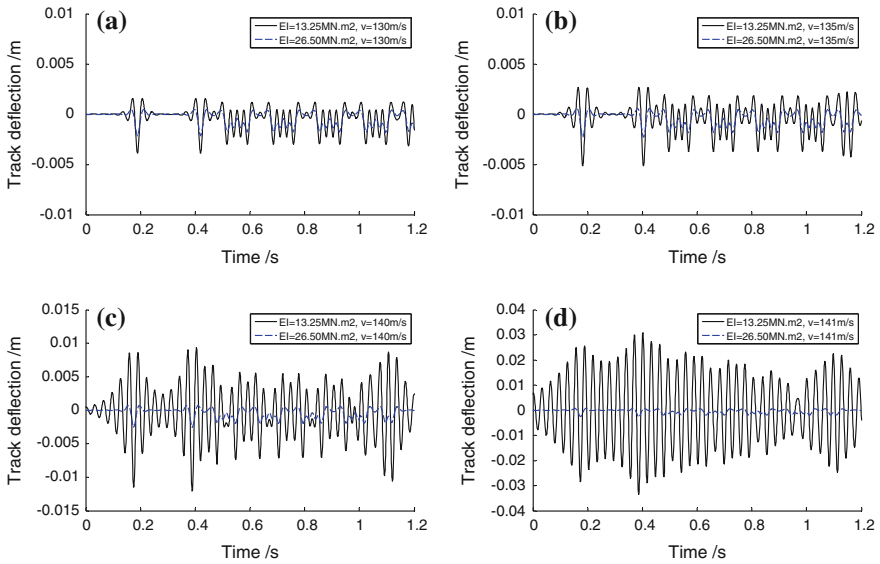 (a)
EI=13.25MN.m2, v=130m/s
EI=26.50MN.m2, v=130m/s
Track deflection /m
0.01
0.005
0
-0.005
-0.01
0 0.2 0.4 0.6 0.8 1 1.2
Time /s
(b)
EI=13.25MN.m2, v=135m/s
EI=26.50MN.m2, v=135m/s
Track deflection /m
0.01
0.005
0
-0.005
-0.01
0 0.2 0.4 0.6 0.8 1 1.2
Time /s
(c)
EI=13.25MN.m2, v=140m/s
EI=26.50MN.m2, v=140m/s
Track deflection /m
0.015
0.01
0.005
0
-0.005
-0.01
-0.015
0 0.2 0.4 0.6 0.8 1 1.2
Time /s
(d)
EI=13.25MN.m2, v=141m/s
EI=26.50MN.m2, v=141m/s
Track deflection /m
0.04
0.03
0.02
0.01
0
-0.01
-0.02
-0.03
-0.04
0 0.2 0.4 0.6 0.8 1 1.2
Time /s